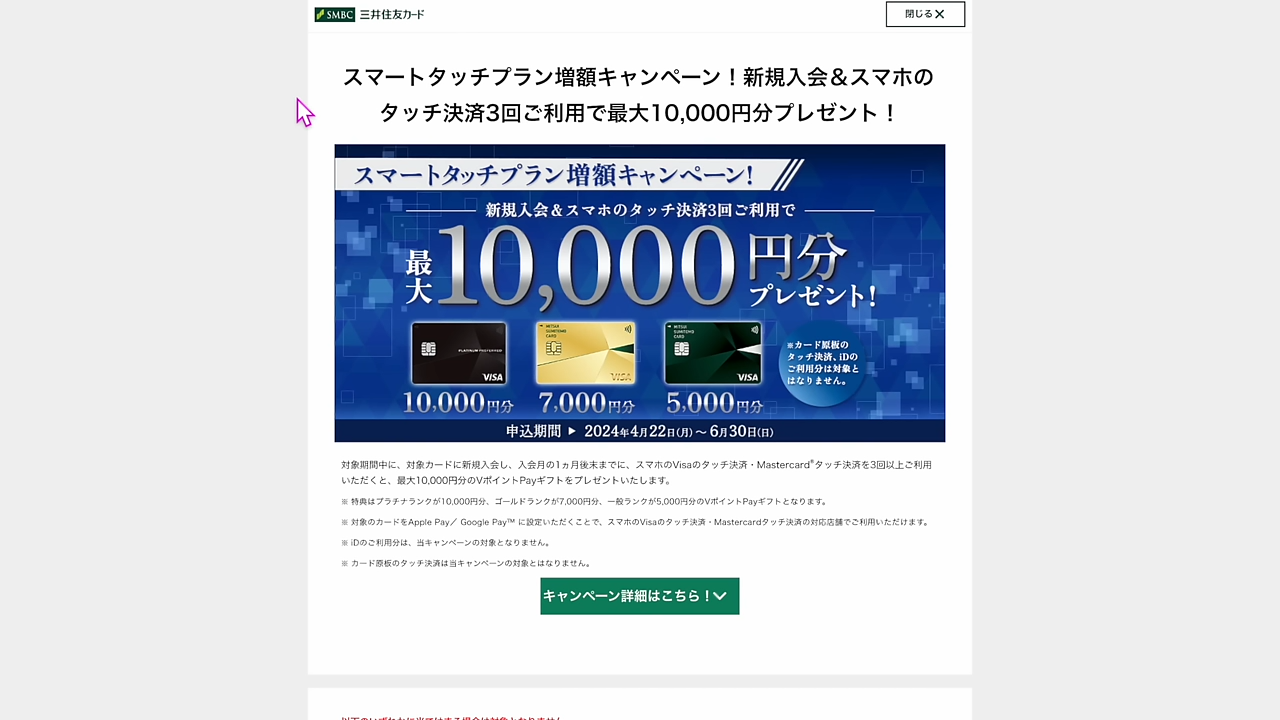 SMBC 三井住友カード
閉じる
スマートタッチプラン増額キャンペーン！新規入会＆スマホの
タッチ決済3回ご利用で最大10,000円分プレゼント！
スマートタッチプラン増額キャンペーン！
新規入会＆スマホのタッチ決済3回ご利用で
最大10,000円分
プレゼント！
PLATINUM PREFERRED
VISA
MITSUI
SUMITOMO
CARD
VISA
MITSUI
SUMITOMO
CARD
VISA
※カード原板の
タッチ決済、iDの
ご利用分は対象と
はなりません。
10,000円分 7,000円分 5,000円分
申込期間 ▶ 2024年4月22日(月)～6月30日(日)
対象期間中に、対象カードに新規入会し、入会月の1ヵ月後末までに、スマホのVisaのタッチ決済・Mastercard®タッチ決済を3回以上ご利用
いただくと、最大10,000円分のVポイントPayギフトをプレゼントいたします。
※ 特典はプラチナランクが10,000円分、ゴールドランクが7,000円分、一般ランクが5,000円分のVポイントPayギフトとなります。
※ 対象のカードをApple Pay／ Google Pay™ に設定いただくことで、スマホのVisaのタッチ決済・Mastercardタッチ決済の対応店舗でご利用いただけます。
※ iDのご利用分は、当キャンペーンの対象となりません。
※ カード原板のタッチ決済は当キャンペーンの対象とはなりません。
キャンペーン詳細はこちら！